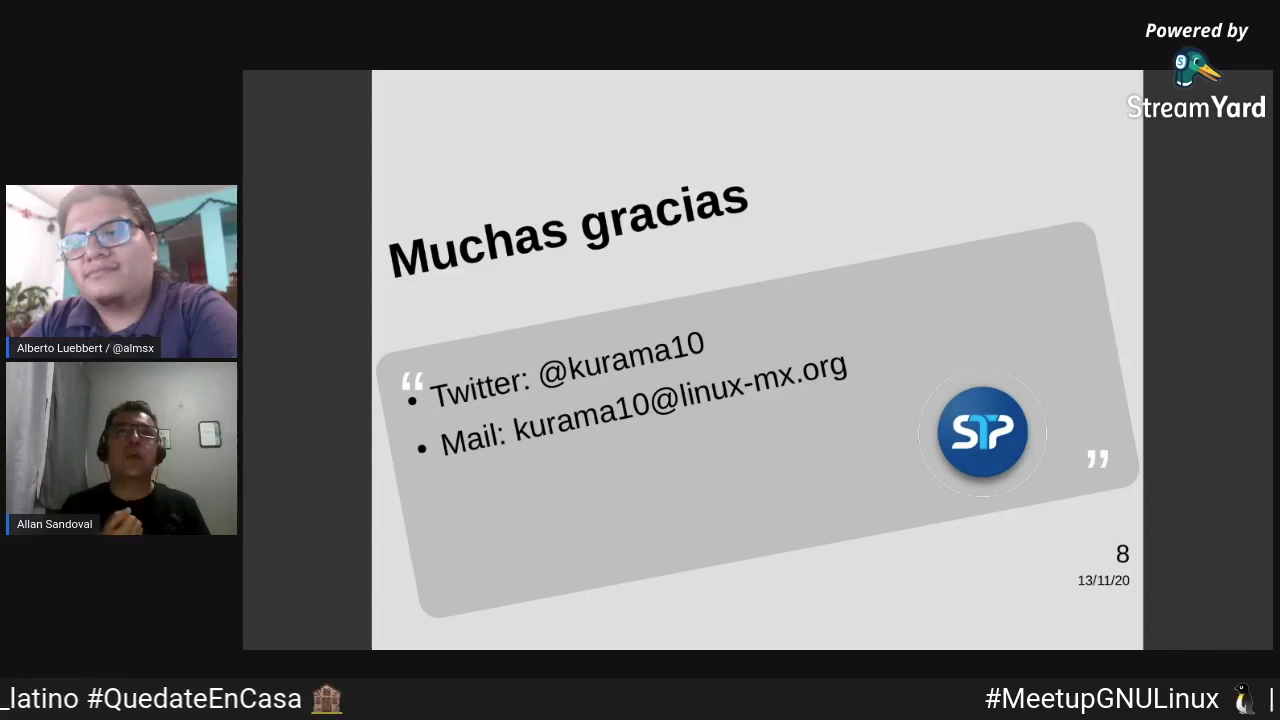 Powered by
StreamYard
Muchas gracias
“
• Twitter: @kurama10
• Mail: kurama10@linux-mx.org
STP
”
8
13/11/20
Alberto Luebbert / @almsx
Allan Sandoval
_latino #QuedateEnCasa
#MeetupGNULinux |